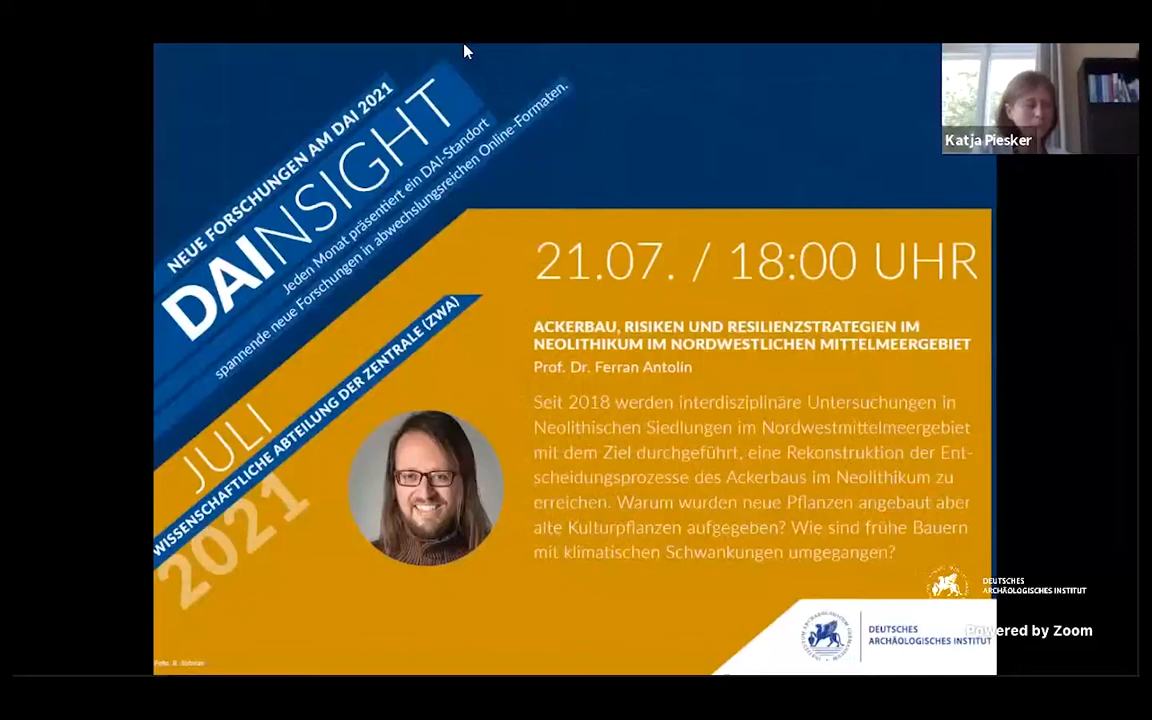 NEUE FORSCHUNGEN AM DAI 2021
DAINSIGHT
Jeden Monat präsentiert ein DAI-Standort
spannende neue Forschungen in abwechslungsreichen Online-Formaten.
JULI
WISSENSCHAFTLICHE ABTEILUNG DER ZENTRALE (ZWA)
2021
Katja Piesker
21.07. / 18:00 UHR
ACKERBAU, RISIKEN UND RESILIENZSTRATEGIEN IM
NEOLITHIKUM IM NORDWESTLICHEN MITTELMEERGEBIET
Prof. Dr. Ferran Antolin
Seit 2018 werden interdisziplinäre Untersuchungen in
Neolithischen Siedlungen im Nordwestmittelmeergebiet
mit dem Ziel durchgeführt, eine Rekonstruktion der Ent-
scheidungsprozesse des Ackerbaus im Neolithikum zu
erreichen. Warum wurden neue Pflanzen angebaut aber
alte Kulturpflanzen aufgegeben? Wie sind frühe Bauern
mit klimatischen Schwankungen umgegangen?
DEUTSCHES
ARCHÄOLOGISCHES INSTITUT
DEUTSCHES
ARCHÄOLOGISCHES INSTITUT
Powered by Zoom